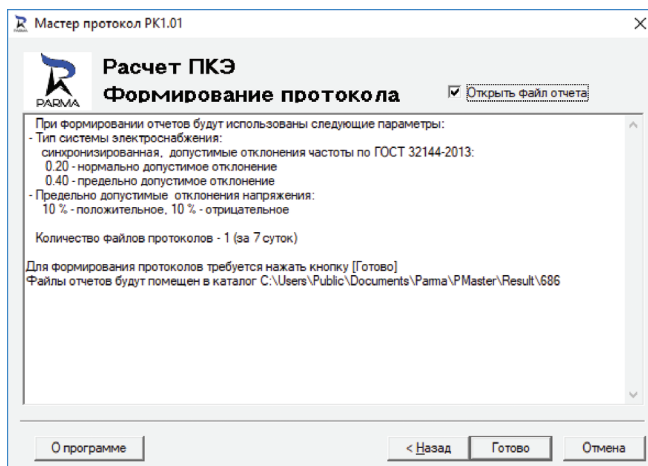 Мастер протокол РК1.01
PARMA
Расчет ПКЭ
Формирование протокола
Открыть файл отчета
При формировании отчетов будут использованы следующие параметры:
- Тип системы электроснабжения:
синхронизированная, допустимые отклонения частоты по ГОСТ 32144-2013:
0.20 - нормально допустимое отклонение
0.40 - предельно допустимое отклонение
- Предельно допустимые отклонения напряжения:
10 % - положительное, 10 % - отрицательное
Количество файлов протоколов - 1 (за 7 суток)
Для формирования протоколов требуется нажать кнопку [Готово]
Файлы отчетов будут помещен в каталог C:\Users\Public\Documents\Parma\PMaster\Result\686
О программе
< Назад
Готово
Отмена